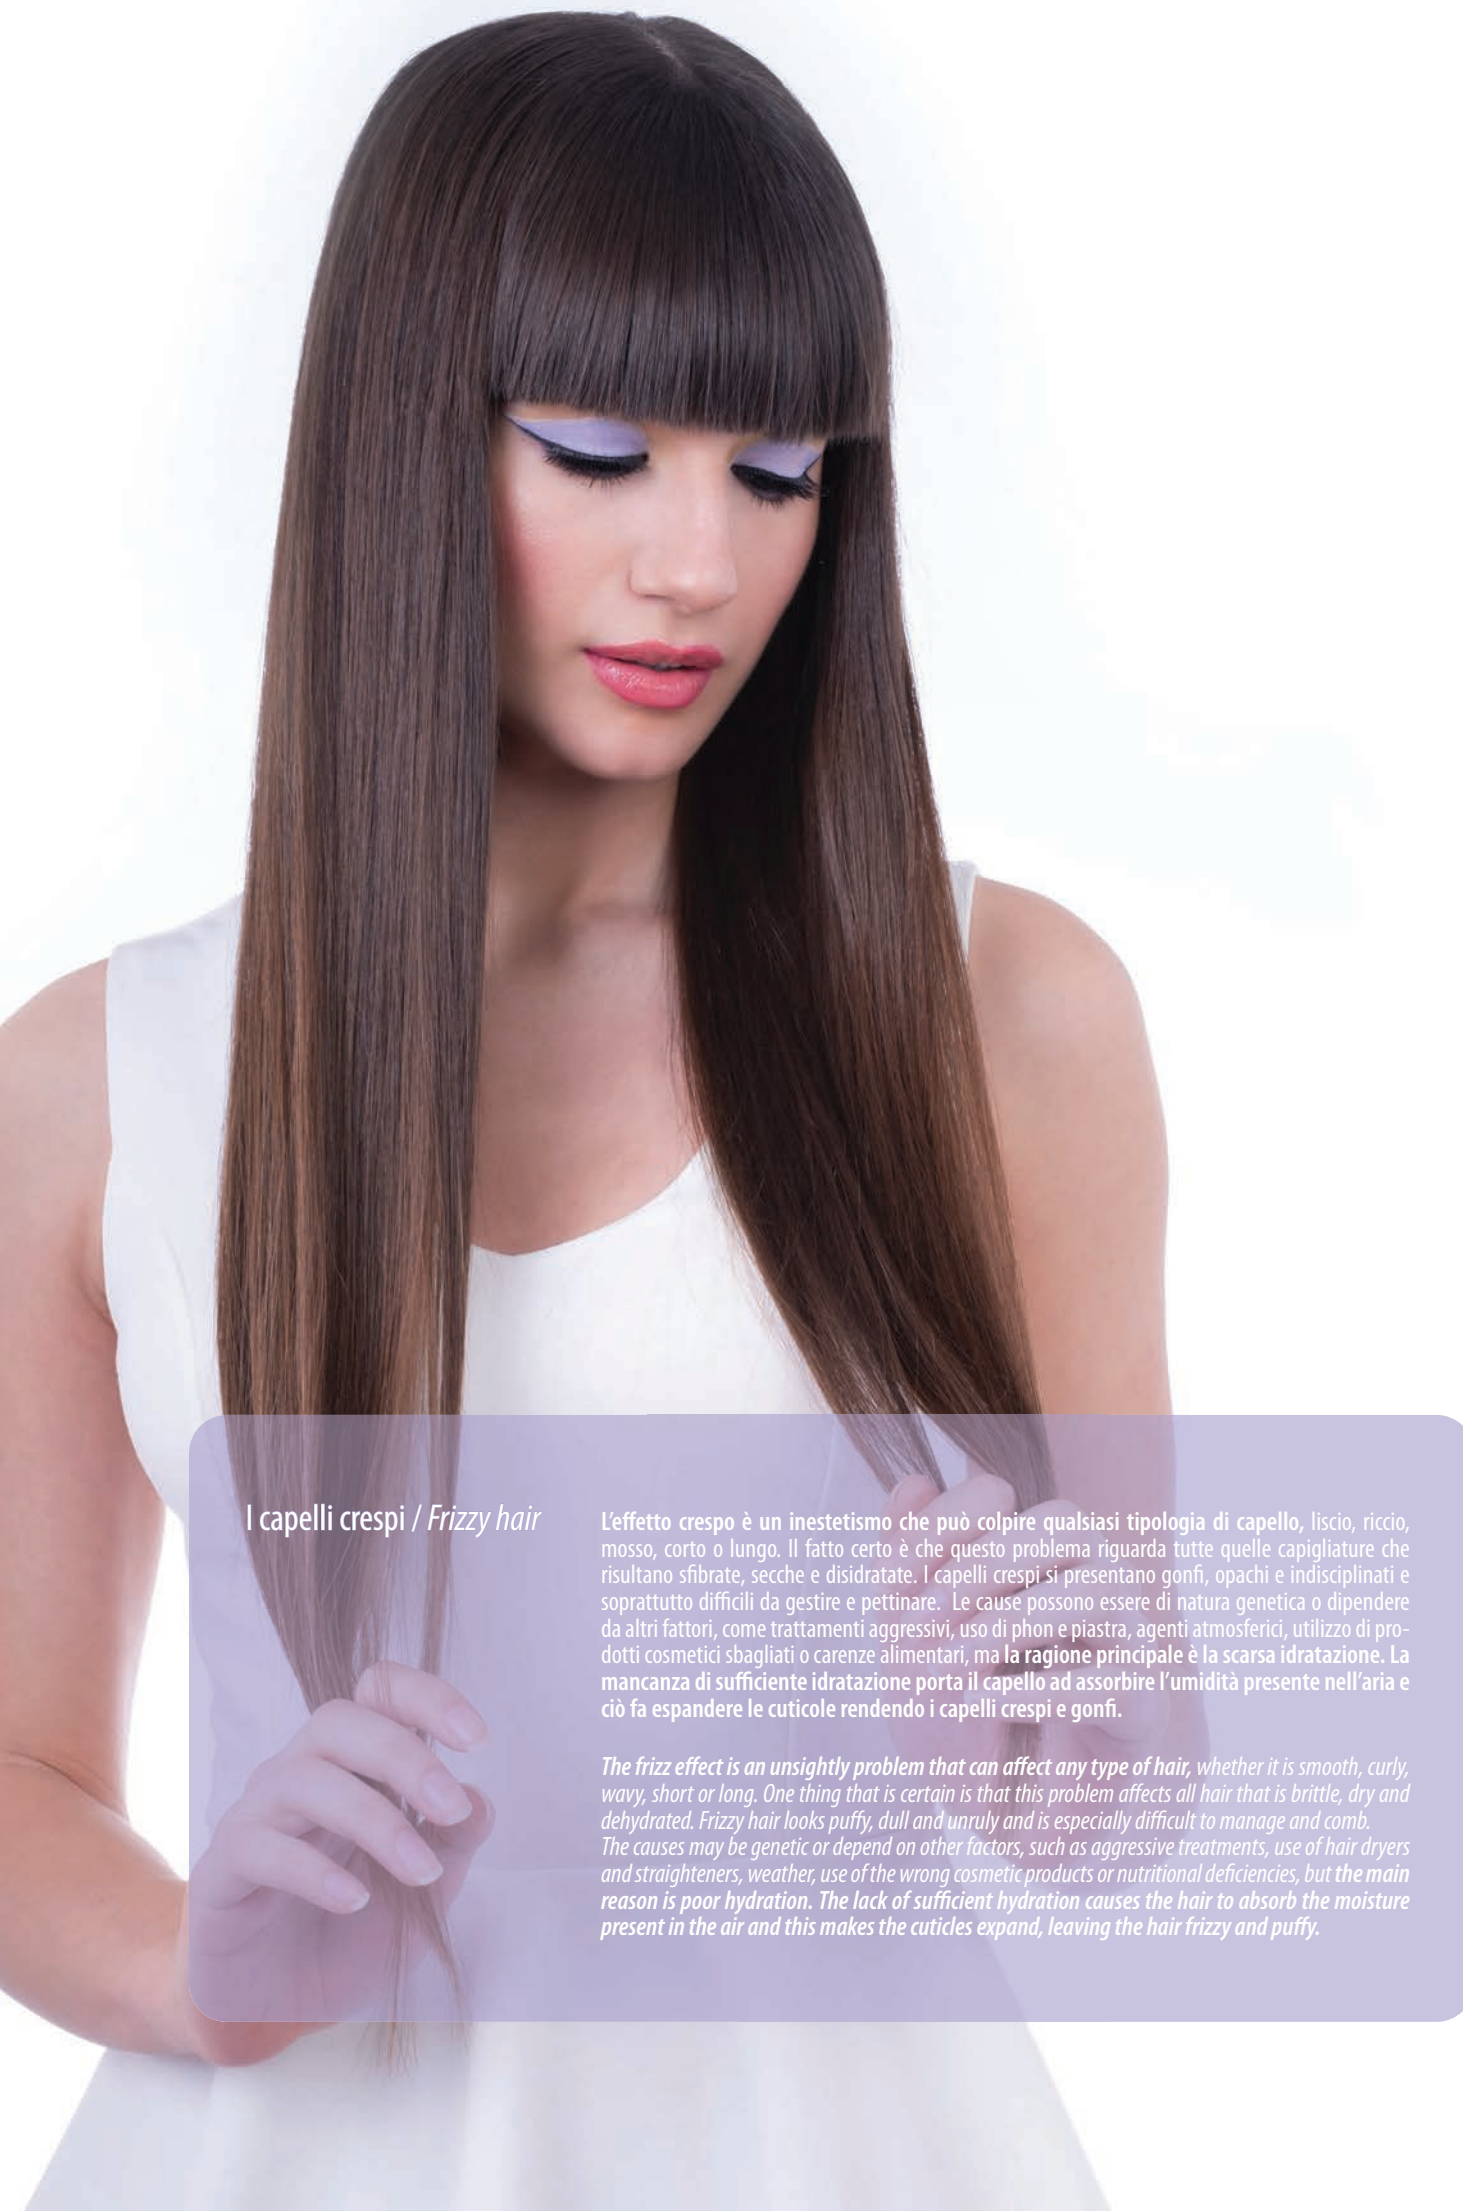 I capelli crespi / Frizzy hair
L’effetto crespo è un inestetismo che può colpire qualsiasi tipologia di capello, liscio, riccio,
mosso, corto o lungo. Il fatto certo è che questo problema riguarda tutte quelle capigliature che
risultano sfibrate, secche e disidratate. I capelli crespi si presentano gonfi, opachi e indisciplinati e
soprattutto difficili da gestire e pettinare. Le cause possono essere di natura genetica o dipendere
da altri fattori, come trattamenti aggressivi, uso di phon e piastra, agenti atmosferici, utilizzo di pro-
dotti cosmetici sbagliati o carenze alimentari, ma la ragione principale è la scarsa idratazione. La
mancanza di sufficiente idratazione porta il capello ad assorbire l’umidità presente nell’aria e
ciò fa espandere le cuticole rendendo i capelli crespi e gonfi.
The frizz effect is an unsightly problem that can affect any type of hair, whether it is smooth, curly,
wavy, short or long. One thing that is certain is that this problem affects all hair that is brittle, dry and
dehydrated. Frizzy hair looks puffy, dull and unruly and is especially difficult to manage and comb.
The causes may be genetic or depend on other factors, such as aggressive treatments, use of hair dryers
and straighteners, weather, use of the wrong cosmetic products or nutritional deficiencies, but the main
reason is poor hydration. The lack of sufficient hydration causes the hair to absorb the moisture
present in the air and this makes the cuticles expand, leaving the hair frizzy and puffy.